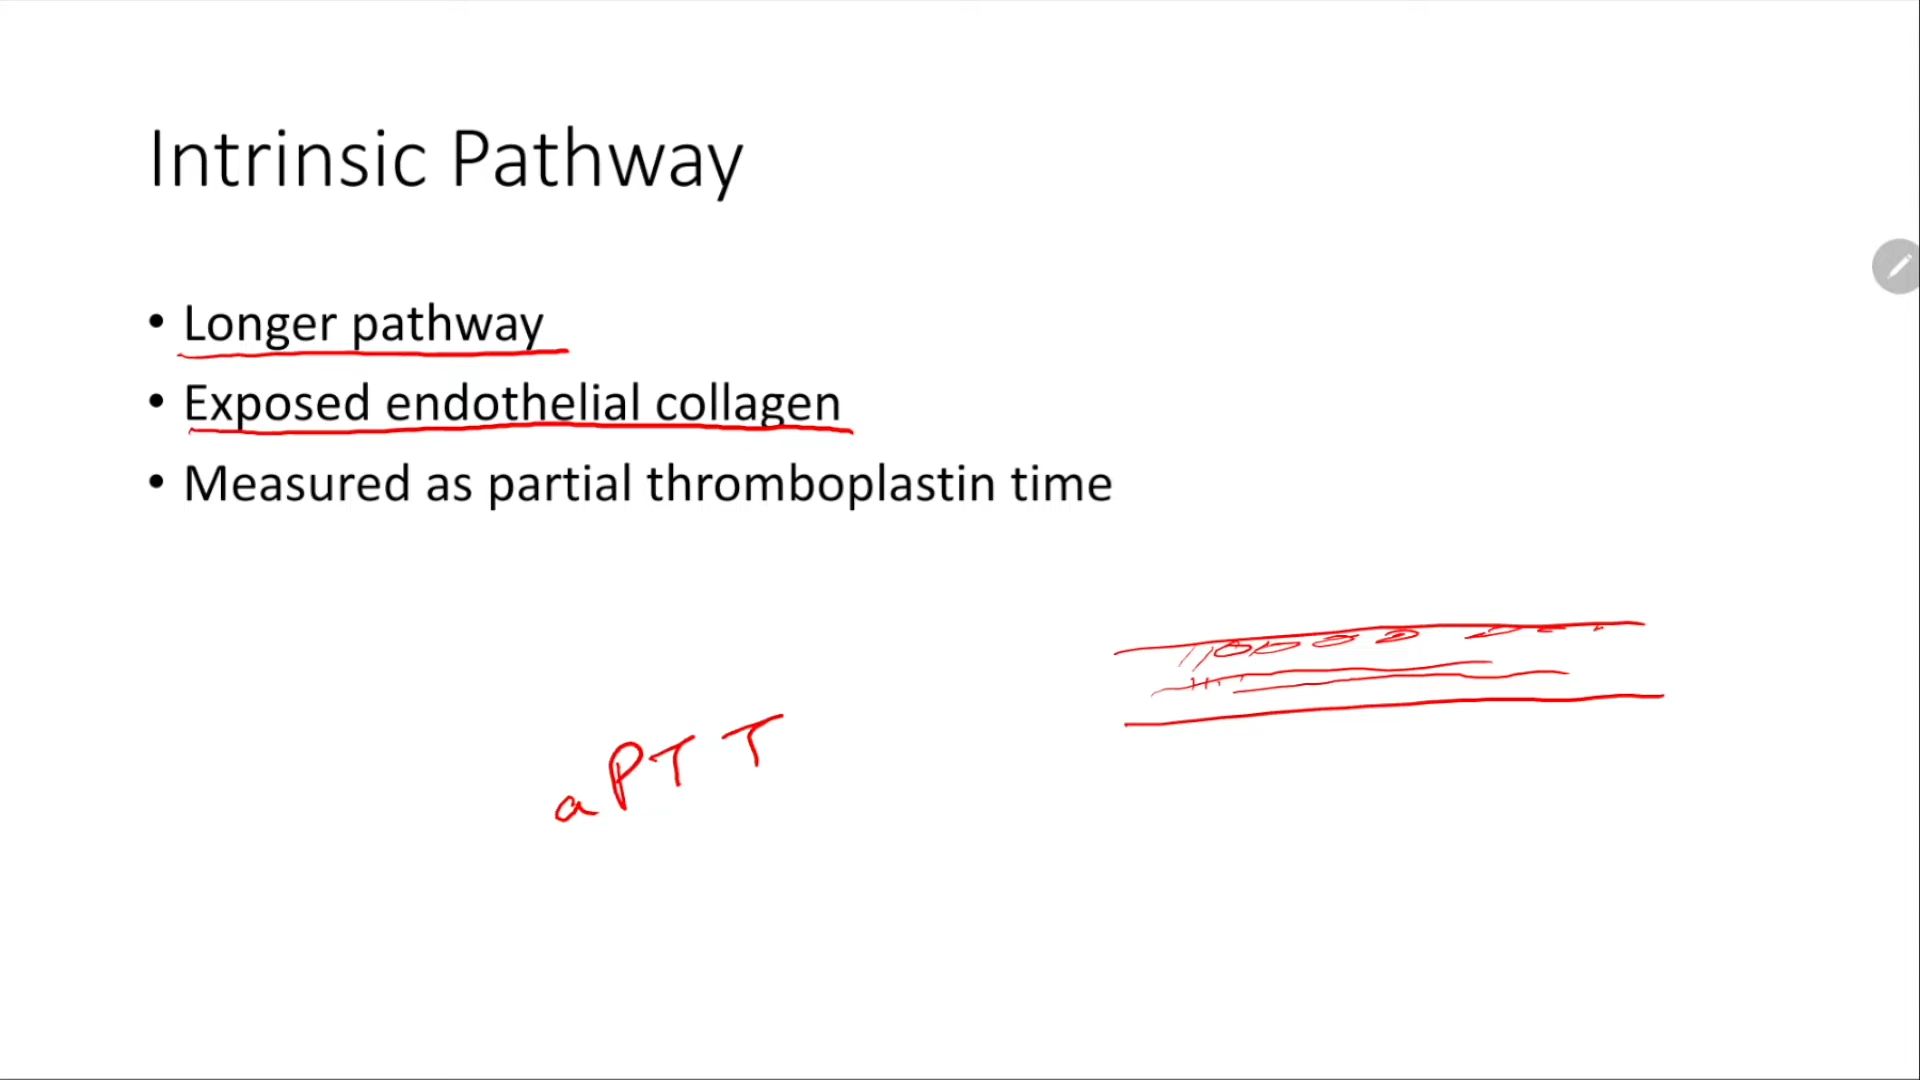 Intrinsic Pathway
• Longer pathway
• Exposed endothelial collagen
• Measured as partial thromboplastin time
aPTT